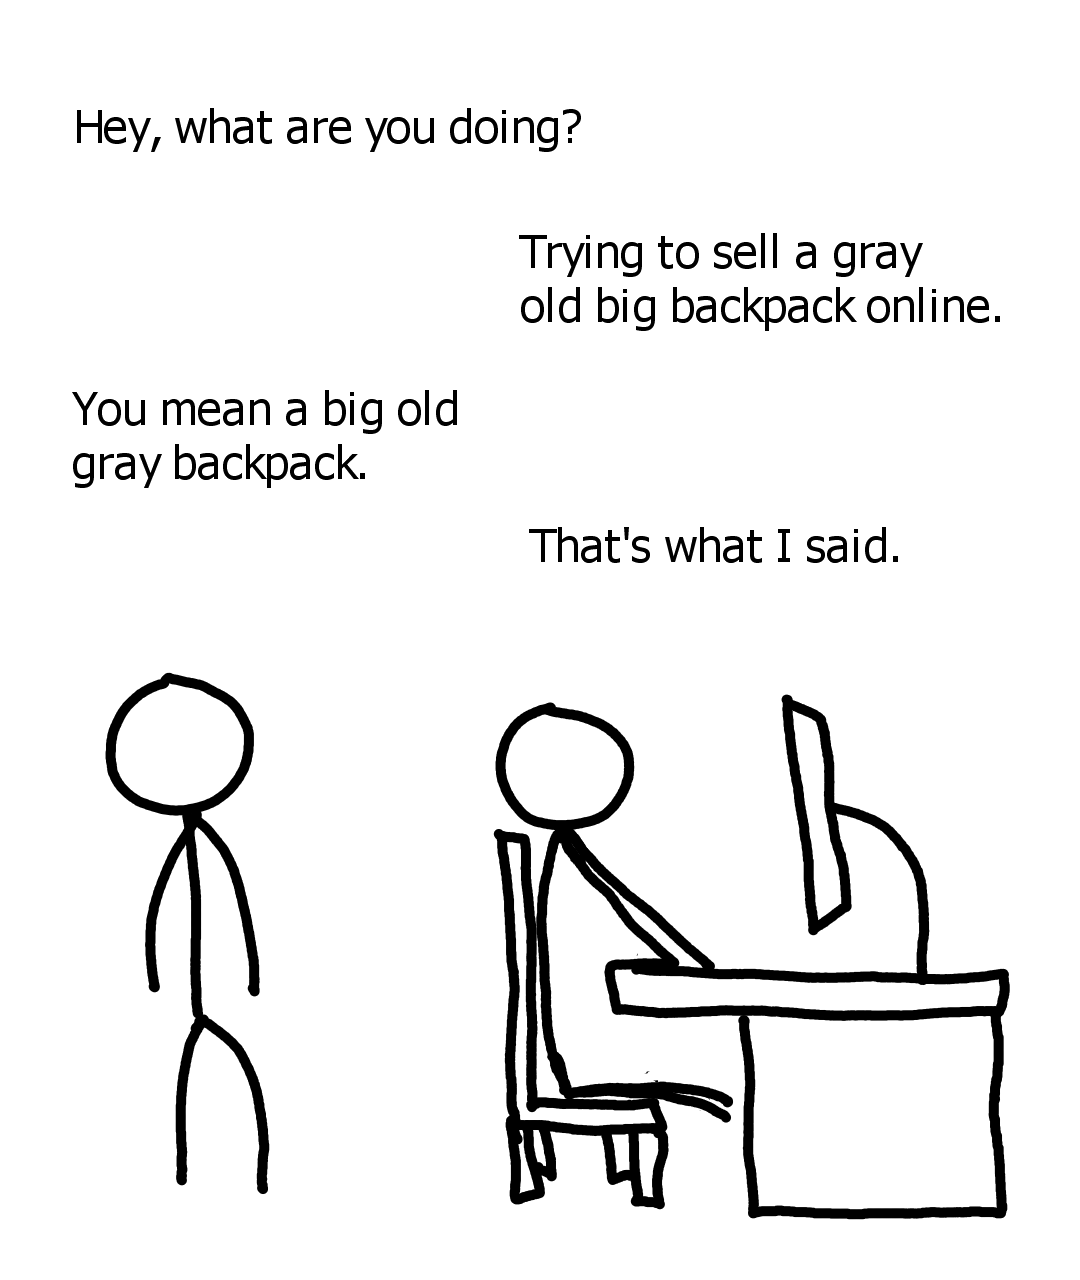 Hey, what are you doing?
Trying to sell a gray
old big backpack online.
You mean a big old
gray backpack.
That's what I said.